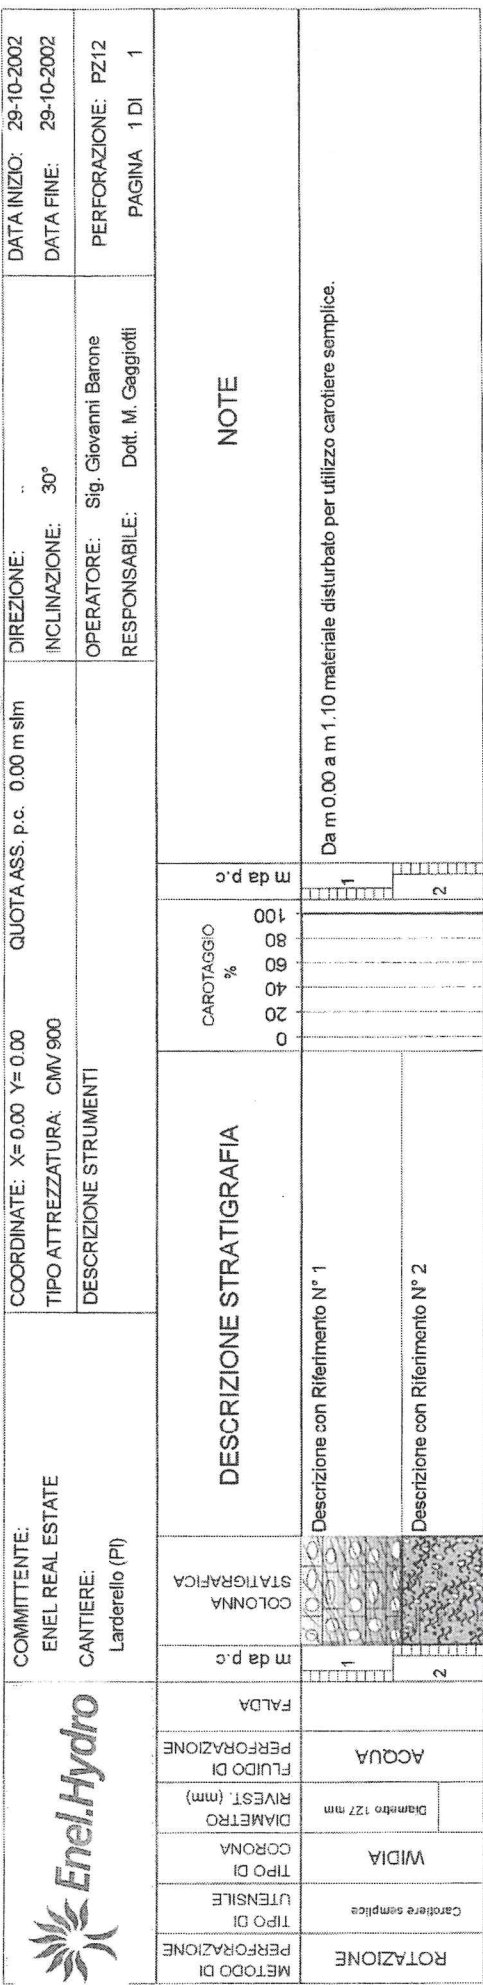 Enel.Hydro
COMMITTENTE:
ENEL REAL ESTATE
CANTIERE:
Larderello (PI)
COORDINATE: X= 0.00 Y= 0.00 QUOTA ASS. p.c. 0.00 m slm
TIPO ATTREZZATURA: CMV 900
DESCRIZIONE STRUMENTI
DIREZIONE: ..
INCLINAZIONE: 30°
OPERATORE: Sig. Giovanni Barone
RESPONSABILE: Dott. M. Gaggiotti
DATA INIZIO: 29-10-2002
DATA FINE: 29-10-2002
PERFORAZIONE: PZ12
PAGINA 1 DI 1
METODO DI
PERFORAZIONE
TIPO DI
UTENSILE
TIPO DI
CORONA
DIAMETRO
RIVEST. (mm)
FLUIDO DI
PERFORAZIONE
FALDA
m da p.c
COLONNA
STRATIGRAFICA
DESCRIZIONE STRATIGRAFIA
CAROTAGGIO
%
0 20 40 60 80 100
m da p.c
NOTE
ROTAZIONE
Carotiere semplice
WIDIA
Diametro 127 mm
ACQUA
1
2
Descrizione con Riferimento N° 1
Descrizione con Riferimento N° 2
1
2
Da m 0.00 a m 1.10 materiale disturbato per utilizzo carotiere semplice.